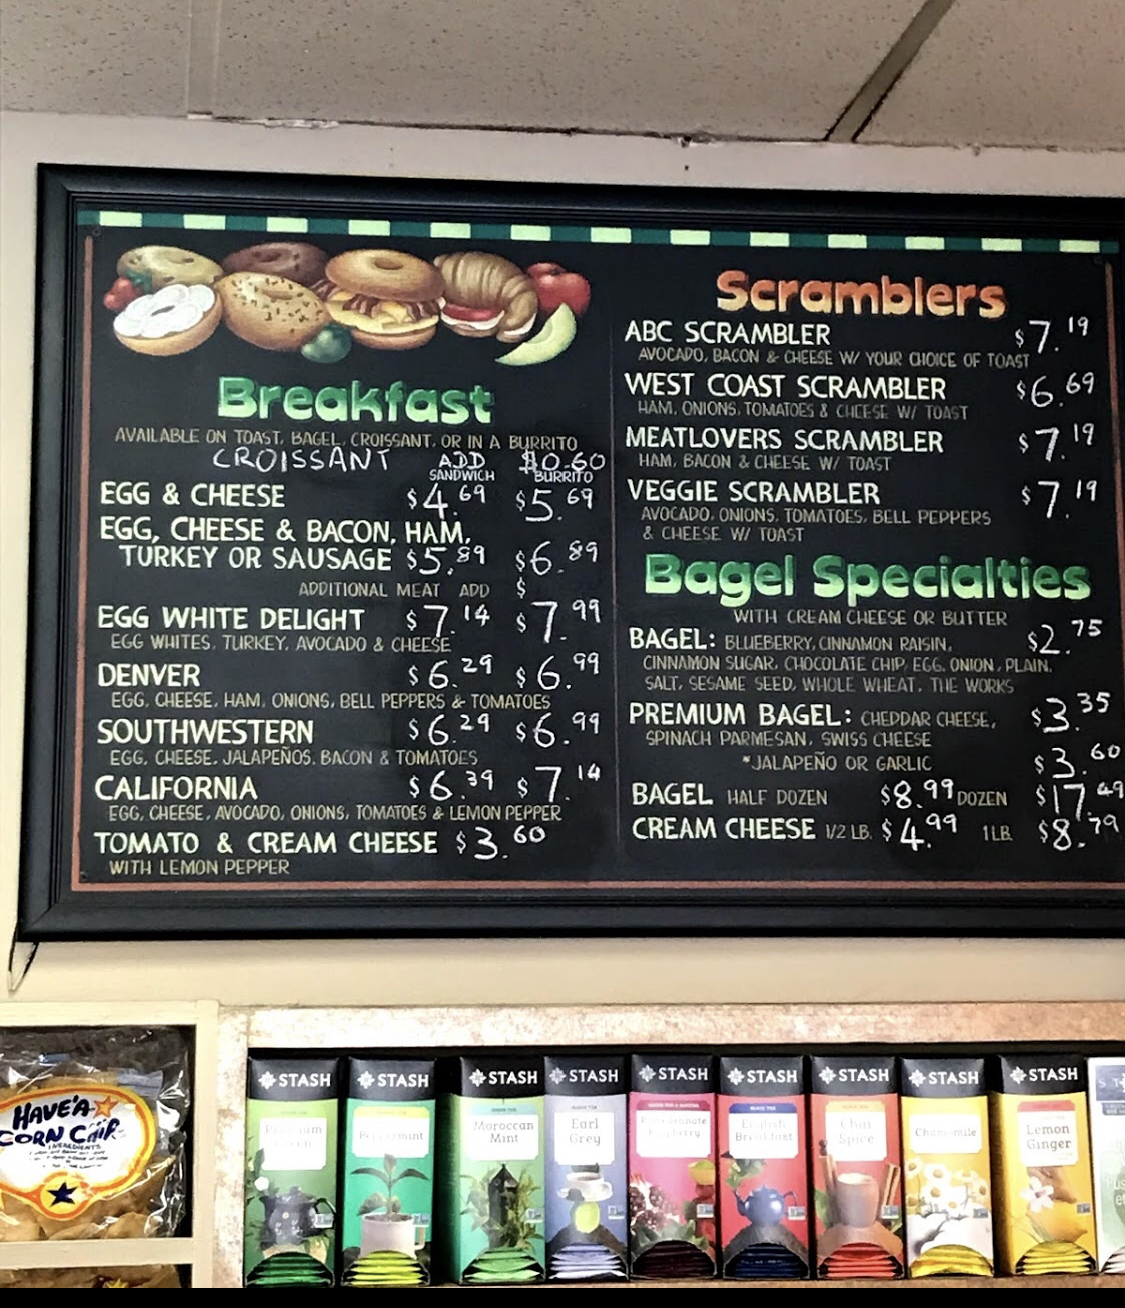 Breakfast
AVAILABLE ON TOAST, BAGEL, CROISSANT, OR IN A BURRITO
CROISSANT ADD $0.60
SANDWICH BURRITO
EGG & CHEESE $4.69 $5.69
EGG, CHEESE & BACON, HAM,
TURKEY OR SAUSAGE $5.89 $6.89
ADDITIONAL MEAT ADD $
EGG WHITE DELIGHT $7.14 $7.99
EGG WHITES, TURKEY, AVOCADO & CHEESE
DENVER $6.29 $6.99
EGG, CHEESE, HAM, ONIONS, BELL PEPPERS & TOMATOES
SOUTHWESTERN $6.29 $6.99
EGG, CHEESE, JALAPEÑOS, BACON & TOMATOES
CALIFORNIA $6.39 $7.14
EGG, CHEESE, AVOCADO, ONIONS, TOMATOES & LEMON PEPPER
TOMATO & CREAM CHEESE $3.60
WITH LEMON PEPPER
Scramblers
ABC SCRAMBLER $7.19
AVOCADO, BACON & CHEESE W/ YOUR CHOICE OF TOAST
WEST COAST SCRAMBLER $6.69
HAM, ONIONS, TOMATOES & CHEESE W/ TOAST
MEATLOVERS SCRAMBLER $7.19
HAM, BACON & CHEESE W/ TOAST
VEGGIE SCRAMBLER $7.19
AVOCADO, ONIONS, TOMATOES, BELL PEPPERS
& CHEESE W/ TOAST
Bagel Specialties
WITH CREAM CHEESE OR BUTTER
BAGEL: BLUEBERRY, CINNAMON RAISIN, $2.75
CINNAMON SUGAR, CHOCOLATE CHIP, EGG, ONION, PLAIN,
SALT, SESAME SEED, WHOLE WHEAT, THE WORKS
PREMIUM BAGEL: CHEDDAR CHEESE, $3.35
SPINACH PARMESAN, SWISS CHEESE
*JALAPEÑO OR GARLIC $3.60
BAGEL HALF DOZEN $8.99 DOZEN $17.49
CREAM CHEESE 1/2 LB. $4.99 1 LB. $8.79
HAVE'A
CORN CHIP
INGREDIENTS
STASH
Premium
Green
STASH
Peppermint
STASH
Moroccan
Mint
STASH
Earl
Grey
STASH
Pomegranate
Raspberry
STASH
English
Breakfast
STASH
Chai
Spice
STASH
Chamomile
STASH
Lemon
Ginger